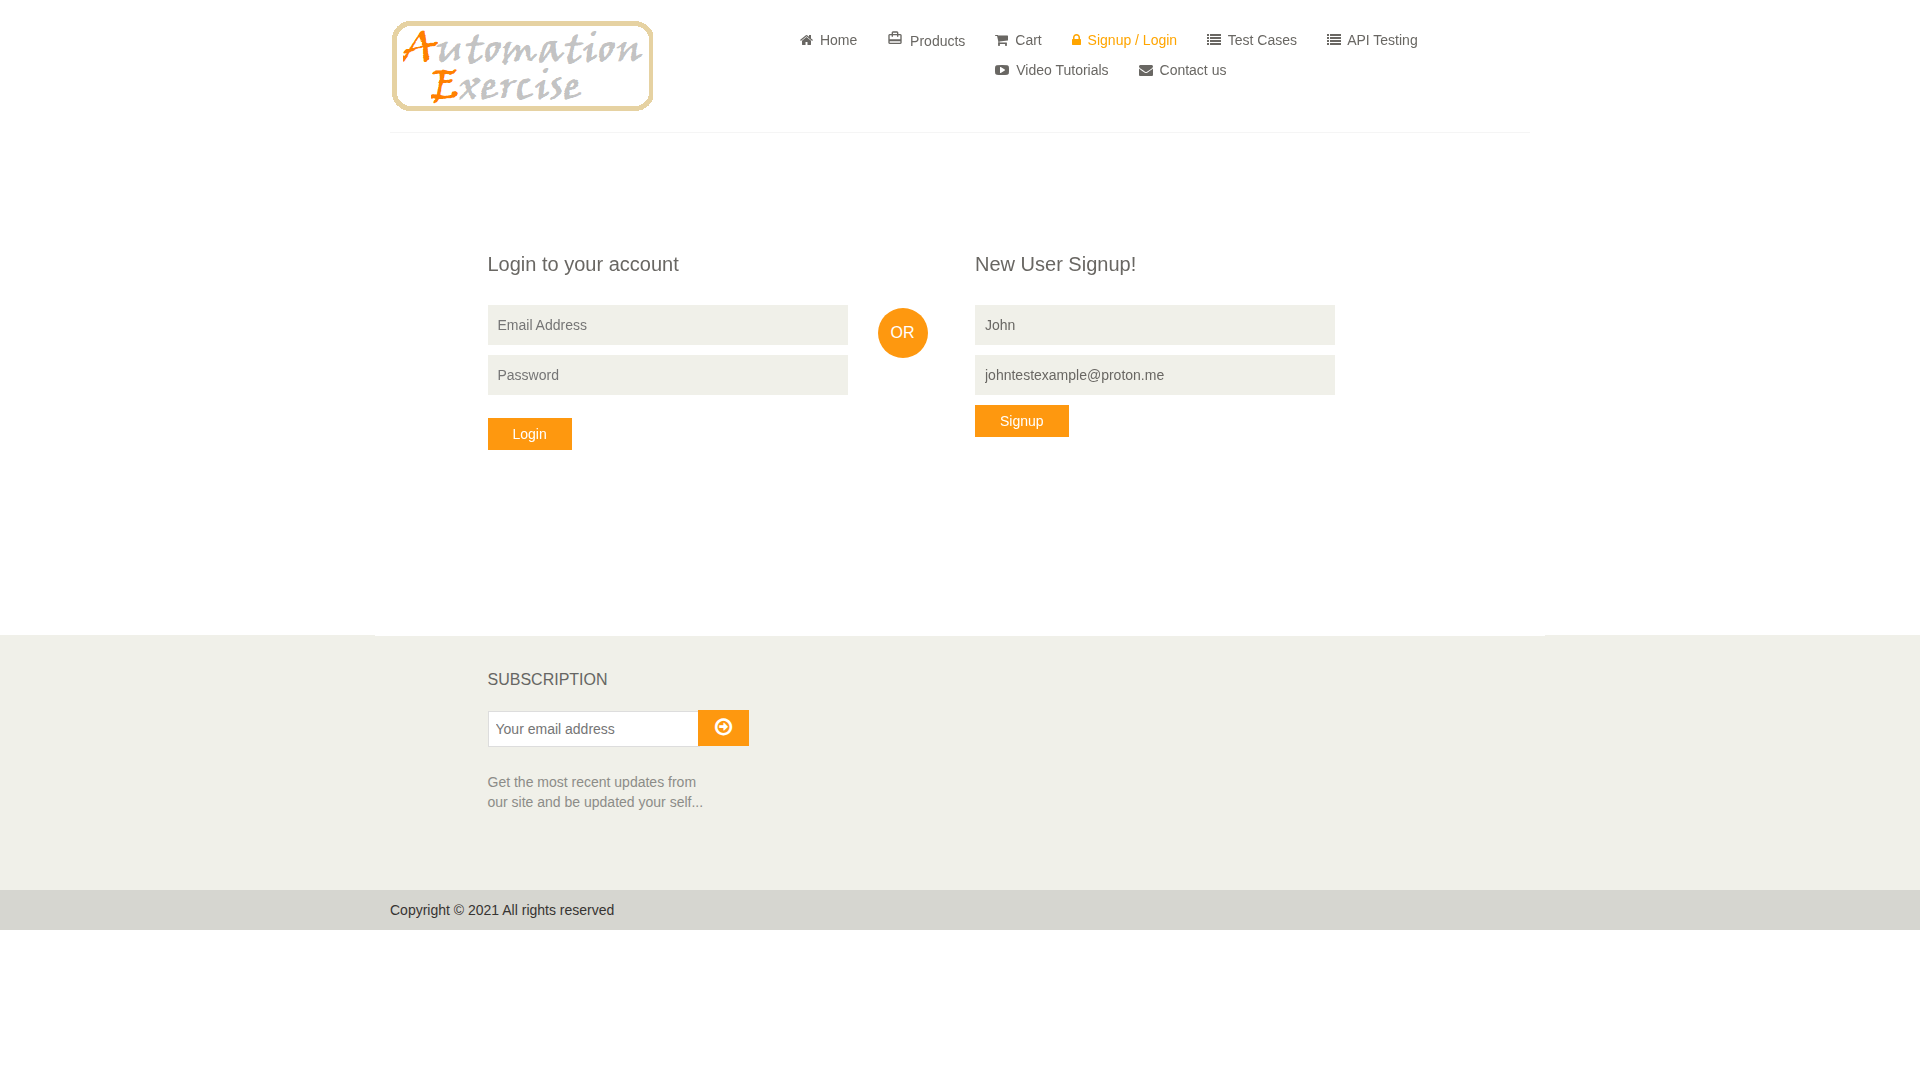 Automation
Exercise
Home
Products
Cart
Signup / Login
Test Cases
API Testing
Video Tutorials
Contact us
Login to your account
Email Address
Password
Login
OR
New User Signup!
John
johntestexample@proton.me
Signup
SUBSCRIPTION
Your email address
Get the most recent updates from
our site and be updated your self...
Copyright © 2021 All rights reserved